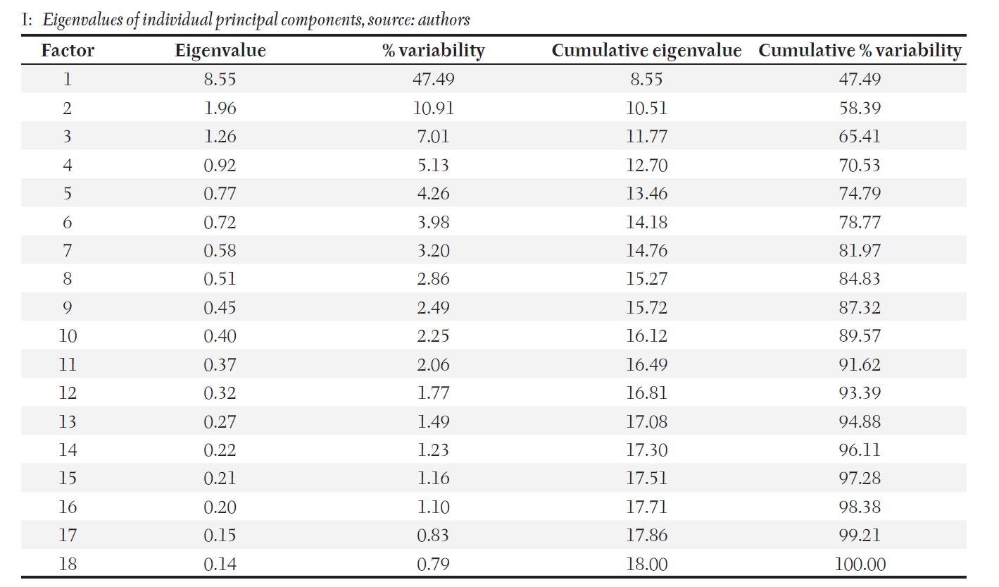 I: Eigenvalues of individual principal components, source: authors
Factor Eigenvalue % variability Cumulative eigenvalue Cumulative % variability
1 8.55 47.49 8.55 47.49
2 1.96 10.91 10.51 58.39
3 1.26 7.01 11.77 65.41
4 0.92 5.13 12.70 70.53
5 0.77 4.26 13.46 74.79
6 0.72 3.98 14.18 78.77
7 0.58 3.20 14.76 81.97
8 0.51 2.86 15.27 84.83
9 0.45 2.49 15.72 87.32
10 0.40 2.25 16.12 89.57
11 0.37 2.06 16.49 91.62
12 0.32 1.77 16.81 93.39
13 0.27 1.49 17.08 94.88
14 0.22 1.23 17.30 96.11
15 0.21 1.16 17.51 97.28
16 0.20 1.10 17.71 98.38
17 0.15 0.83 17.86 99.21
18 0.14 0.79 18.00 100.00